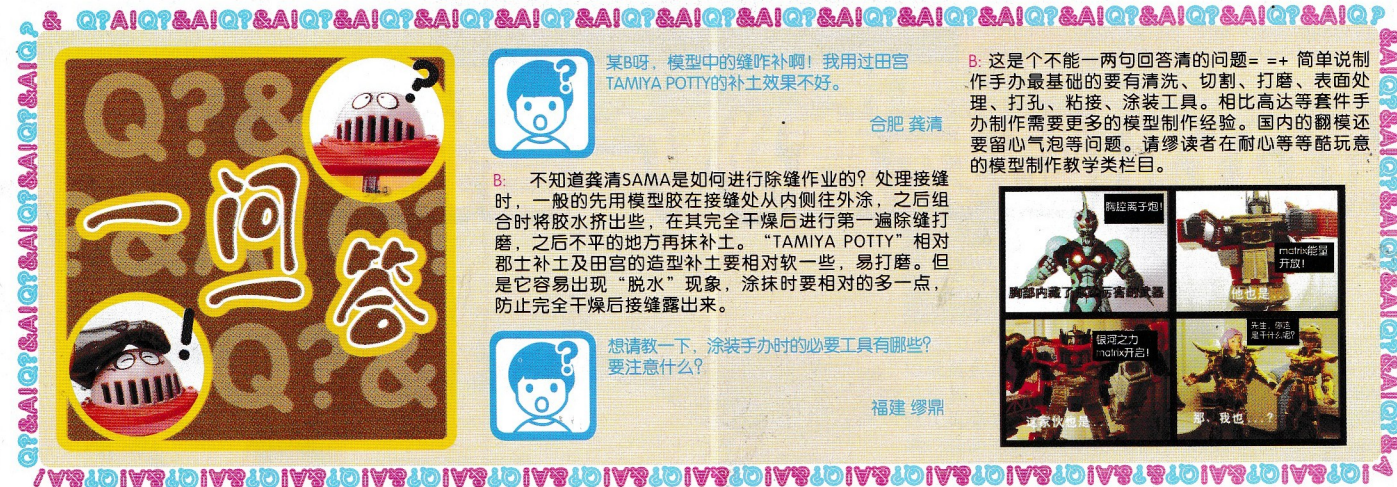 & Q?&A!Q?&A!Q?&A!Q?&A!Q?&A!Q?&A!Q?&A!Q?&A!Q?&A!Q?&A!Q?&A!Q?&A!Q?&A!Q?&A!Q?
Q?&
一问一答
?
!
某B呀，模型中的缝咋补啊！我用过田宫
TAMIYA POTTY的补土效果不好。
合肥 龚清
B: 不知道龚清SAMA是如何进行除缝作业的？处理接缝
时，一般的先用模型胶在接缝处从内侧往外涂，之后组
合时将胶水挤出些，在其完全干燥后进行第一遍除缝打
磨，之后不平的地方再抹补土。“TAMIYA POTTY”相对
郡士补土及田宫的造型补土要相对软一些，易打磨。但
是它容易出现“脱水”现象，涂抹时要相对的多一点，
防止完全干燥后接缝露出来。
想请教一下，涂装手办时的必要工具有哪些？
要注意什么？
福建 缪鼎
B: 这是个不能一两句回答清的问题= =+ 简单说制
作手办最基础的要有清洗、切割、打磨、表面处
理、打孔、粘接、涂装工具。相比高达等套件手
办制作需要更多的模型制作经验。国内的翻模还
要留心气泡等问题。请缪读者在耐心等等酷玩意
的模型制作教学类栏目。
胸腔离子炮！
胸部内藏了
厉害的武器
matrix能量
开放！
他也是
银河之力
matrix开启！
这家伙也是...
先生，你这
是干什么呢？
那、我也...？